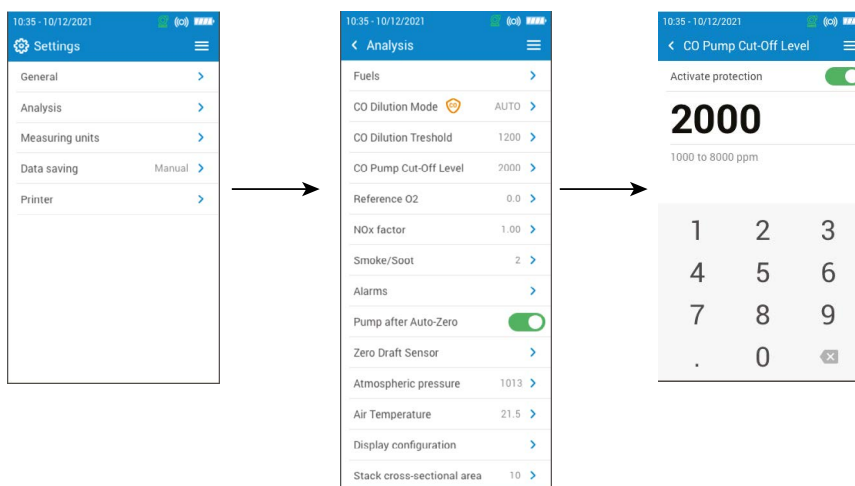 10:35 - 10/12/2021
Settings
General
Analysis
Measuring units
Data saving Manual
Printer
10:35 - 10/12/2021
Analysis
Fuels
CO Dilution Mode CO AUTO
CO Dilution Treshold 1200
CO Pump Cut-Off Level 2000
Reference O2 0.0
NOx factor 1.00
Smoke/Soot 2
Alarms
Pump after Auto-Zero
Zero Draft Sensor
Atmospheric pressure 1013
Air Temperature 21.5
Display configuration
Stack cross-sectional area 10
10:35 - 10/12/2021
CO Pump Cut-Off Level
Activate protection
2000
1000 to 8000 ppm
1 2 3
4 5 6
7 8 9
. 0